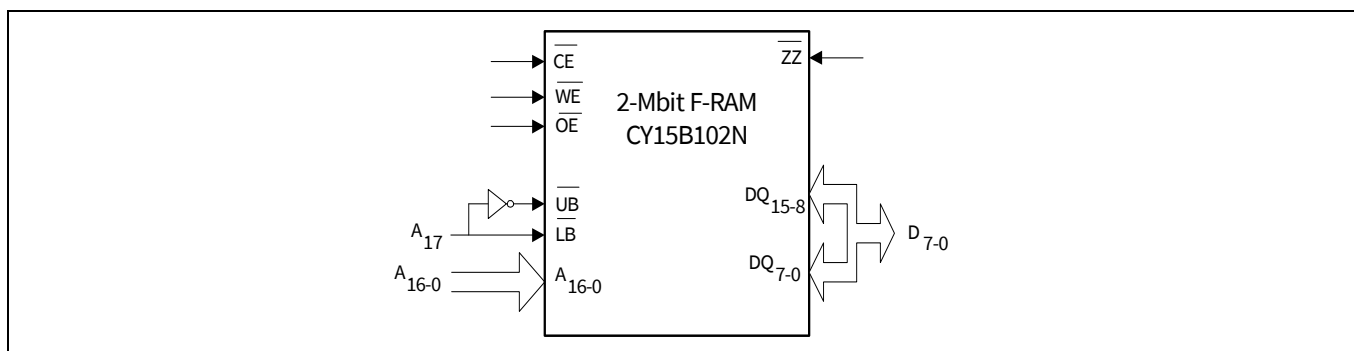 CE
ZZ
WE
2-Mbit F-RAM
CY15B102N
OE
UB
DQ15-8
A17
LB
D7-0
A16-0
A16-0
DQ7-0